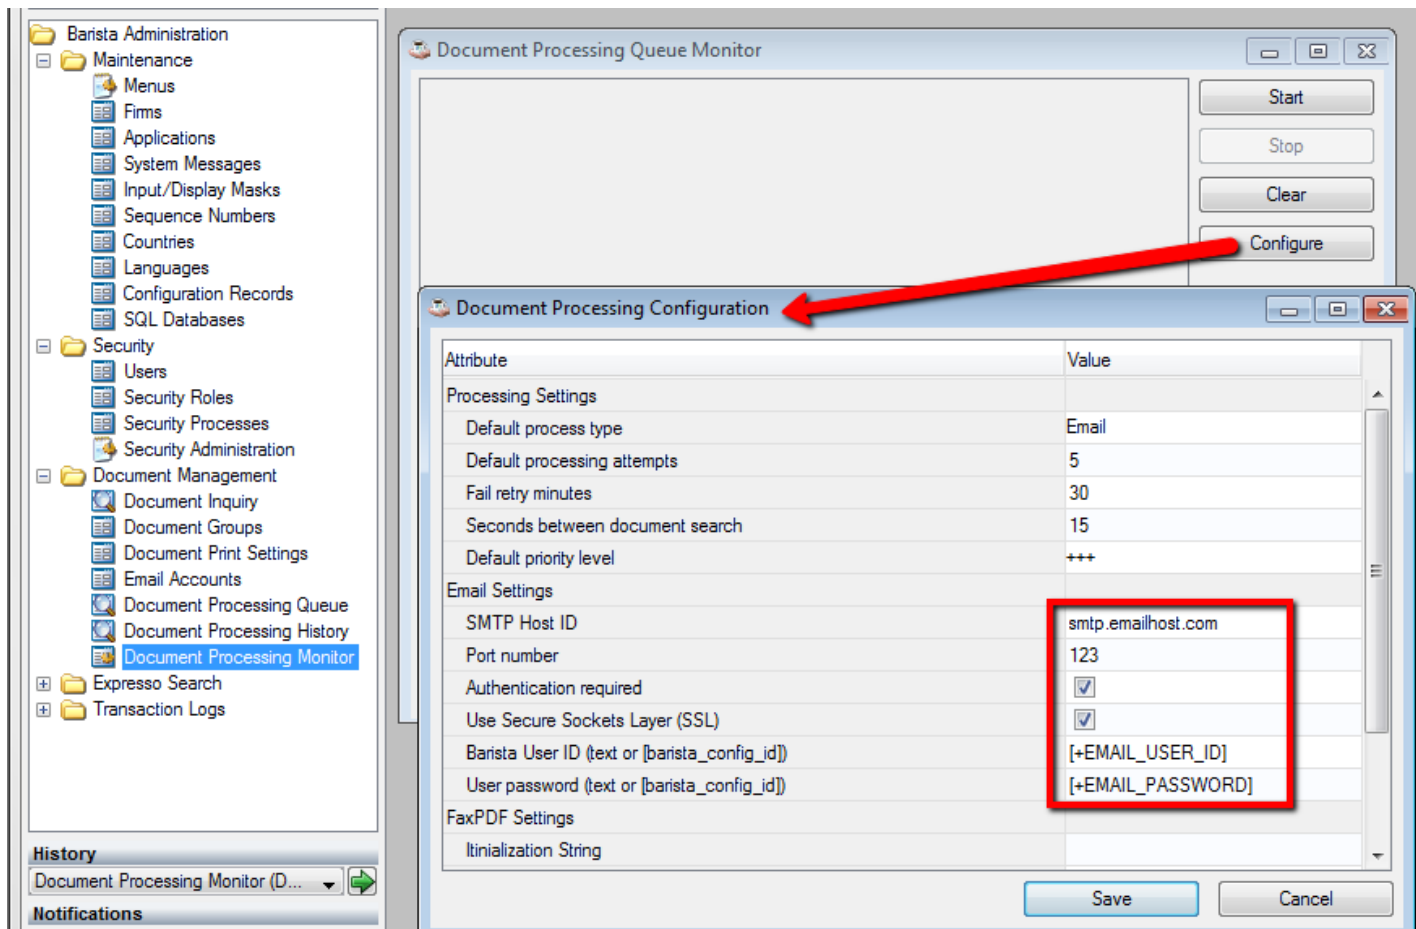 Barista Administration
Maintenance
Menus
Firms
Applications
System Messages
Input/Display Masks
Sequence Numbers
Countries
Languages
Configuration Records
SQL Databases
Security
Users
Security Roles
Security Processes
Security Administration
Document Management
Document Inquiry
Document Groups
Document Print Settings
Email Accounts
Document Processing Queue
Document Processing History
Document Processing Monitor
Expresso Search
Transaction Logs
History
Document Processing Monitor (D...
Notifications
Document Processing Queue Monitor
Start
Stop
Clear
Configure
Document Processing Configuration
Attribute Value
Processing Settings
Default process type Email
Default processing attempts 5
Fail retry minutes 30
Seconds between document search 15
Default priority level +++
Email Settings
SMTP Host ID smtp.emailhost.com
Port number 123
Authentication required
Use Secure Sockets Layer (SSL)
Barista User ID (text or [barista_config_id]) [+EMAIL_USER_ID]
User password (text or [barista_config_id]) [+EMAIL_PASSWORD]
FaxPDF Settings
Itinialization String
Save Cancel